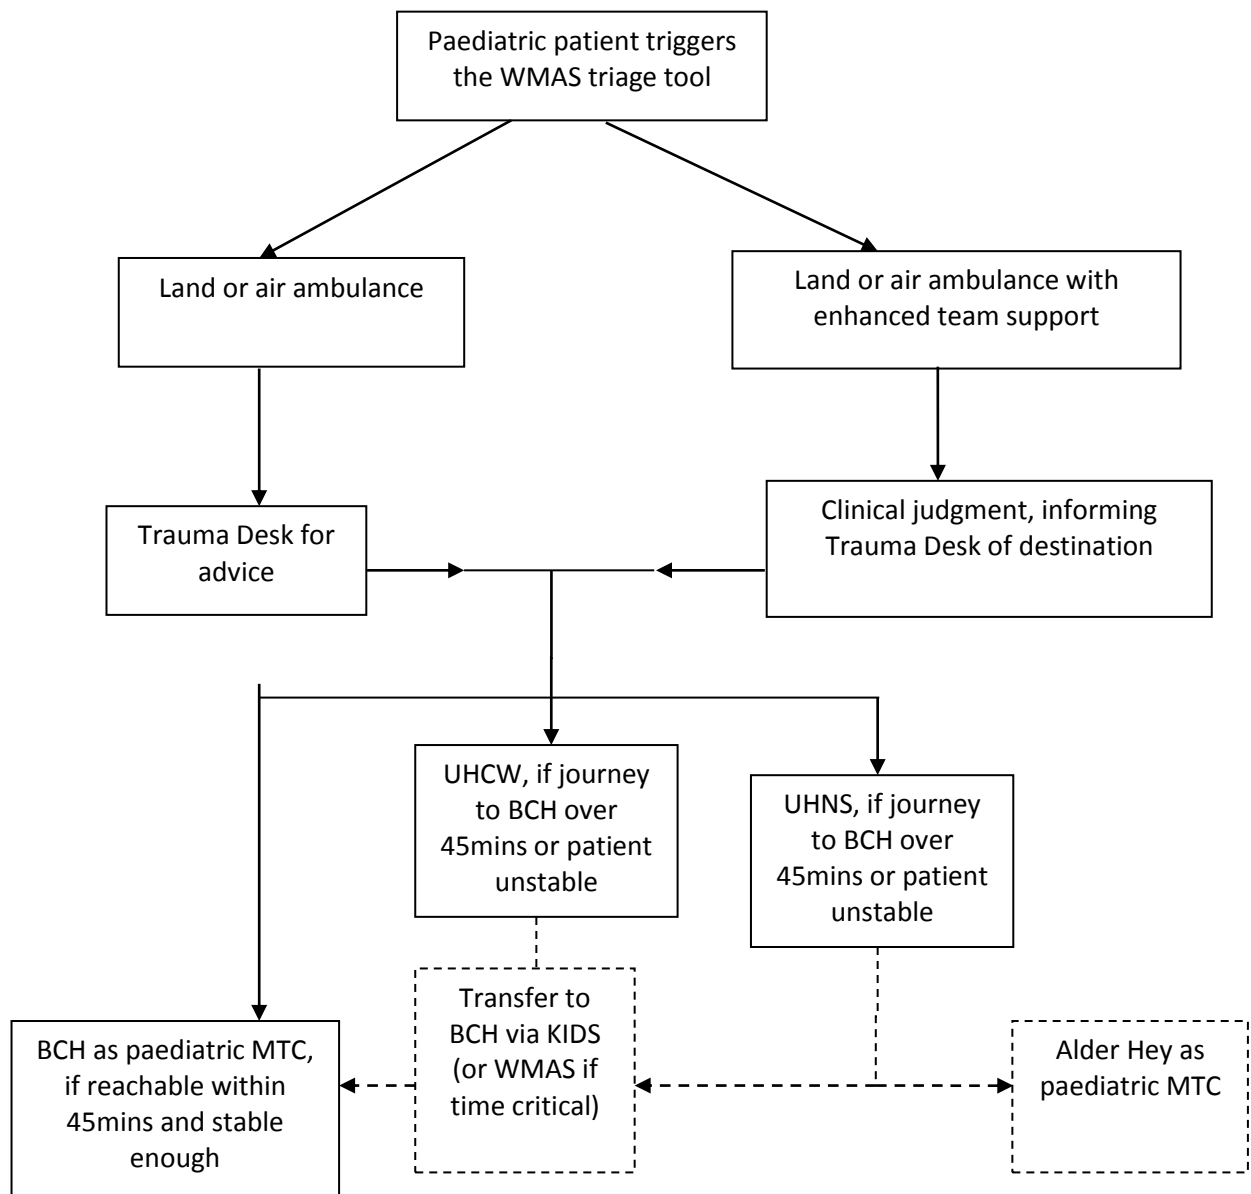 Paediatric patient triggers
the WMAS triage tool
Land or air ambulance
Land or air ambulance with
enhanced team support
Trauma Desk for
advice
Clinical judgment, informing
Trauma Desk of destination
UHCW, if journey
to BCH over
45mins or patient
unstable
UHNS, if journey
to BCH over
45mins or patient
unstable
BCH as paediatric MTC,
if reachable within
45mins and stable
enough
Transfer to
BCH via KIDS
(or WMAS if
time critical)
Alder Hey as
paediatric MTC